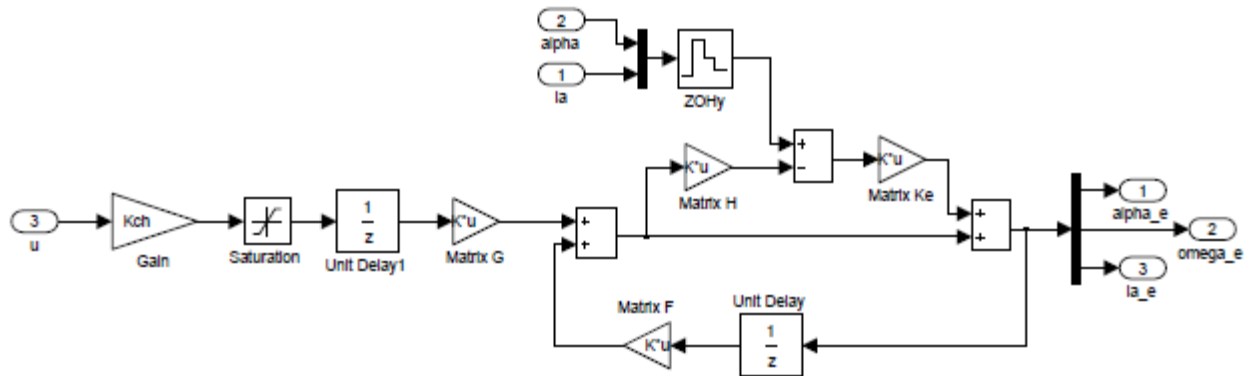 2
alpha
1
Ia
ZOHy
3
u
Kch
Gain
Saturation
1
z
Unit Delay1
K*u
Matrix G
+
+
K*u
Matrix H
+
−
K*u
Matrix Ke
+
+
1
alpha_e
2
omega_e
3
Ia_e
Matrix F
K*u
Unit Delay
1
z